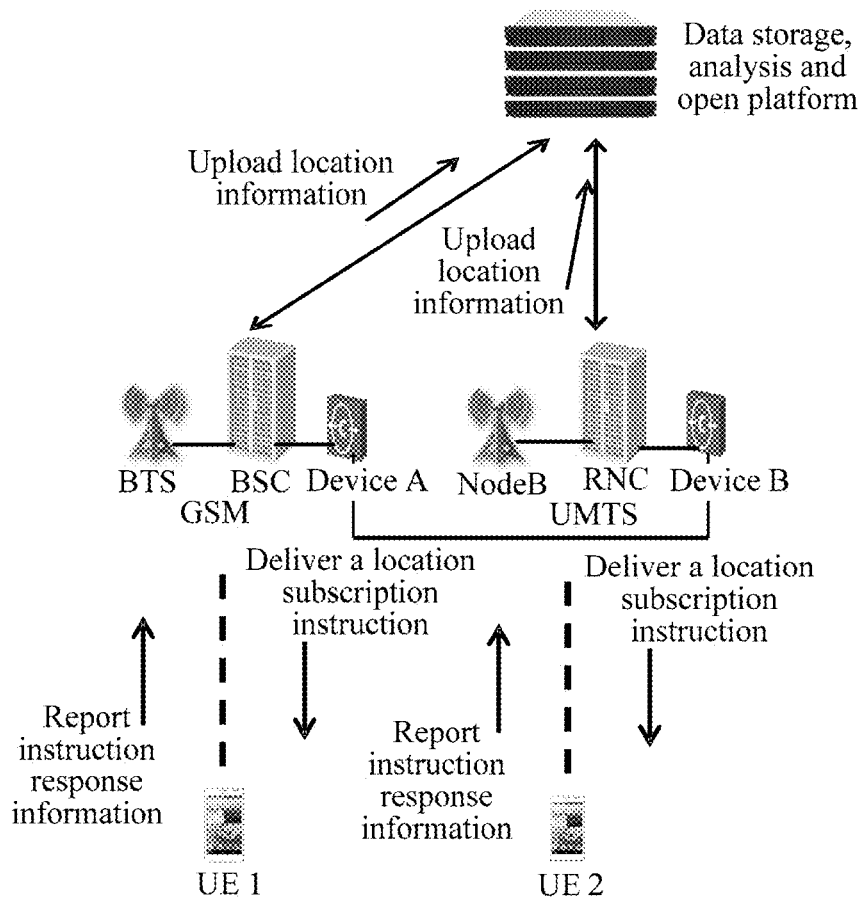 Data storage,
analysis and
open platform
Upload location
information
Upload
location
information
BTS
BSC
Device A
GSM
NodeB
RNC
Device B
UMTS
Deliver a location
subscription
instruction
Deliver a location
subscription
instruction
Report
instruction
response
information
Report
instruction
response
information
UE 1
UE 2